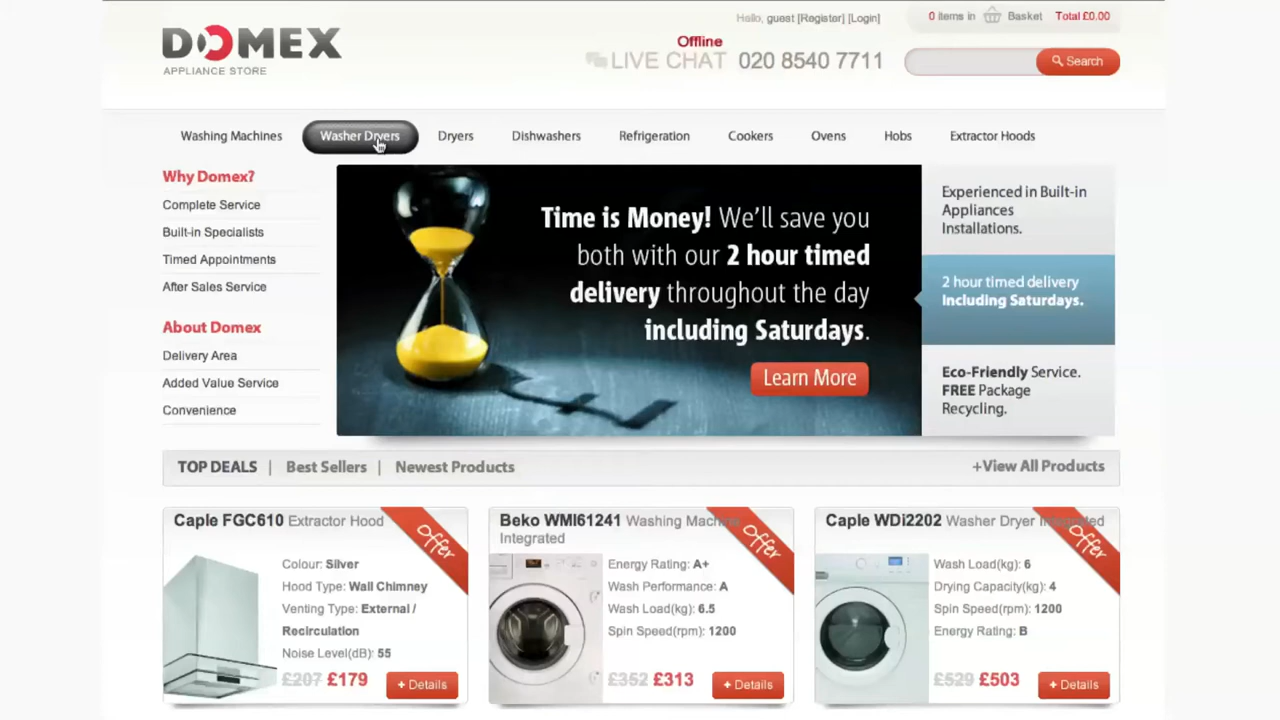 DOMEX
APPLIANCE STORE
Hello, guest [Register] [Login]
0 items in Basket Total £0.00
Offline
LIVE CHAT 020 8540 7711
Search
Washing Machines Washer Dryers Dryers Dishwashers Refrigeration Cookers Ovens Hobs Extractor Hoods
Why Domex?
Complete Service
Built-in Specialists
Timed Appointments
After Sales Service
About Domex
Delivery Area
Added Value Service
Convenience
Time is Money! We'll save you
both with our 2 hour timed
delivery throughout the day
including Saturdays.
Learn More
Experienced in Built-in
Appliances
Installations.
2 hour timed delivery
including Saturdays.
Eco-Friendly Service.
FREE Package
Recycling.
TOP DEALS | Best Sellers | Newest Products
+View All Products
Caple FGC610 Extractor Hood
Offer
Colour: Silver
Hood Type: Wall Chimney
Venting Type: External /
Recirculation
Noise Level(dB): 55
£207 £179
+ Details
Beko WMI61241 Washing Machine
Integrated
Offer
Energy Rating: A+
Wash Performance: A
Wash Load(kg): 6.5
Spin Speed(rpm): 1200
£352 £313
+ Details
Caple WDi2202 Washer Dryer Integrated
Offer
Wash Load(kg): 6
Drying Capacity(kg): 4
Spin Speed(rpm): 1200
Energy Rating: B
£529 £503
+ Details